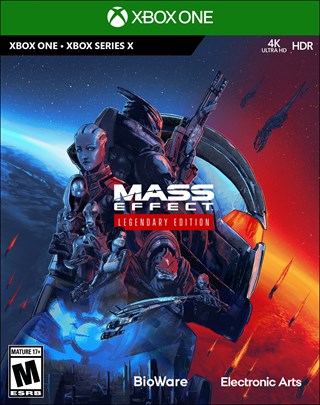 XBOX ONE
XBOX ONE • XBOX SERIES X
4K
ULTRA HD
HDR
MASS
EFFECT
LEGENDARY EDITION
MATURE 17+
M
ESRB
BioWare
Electronic Arts